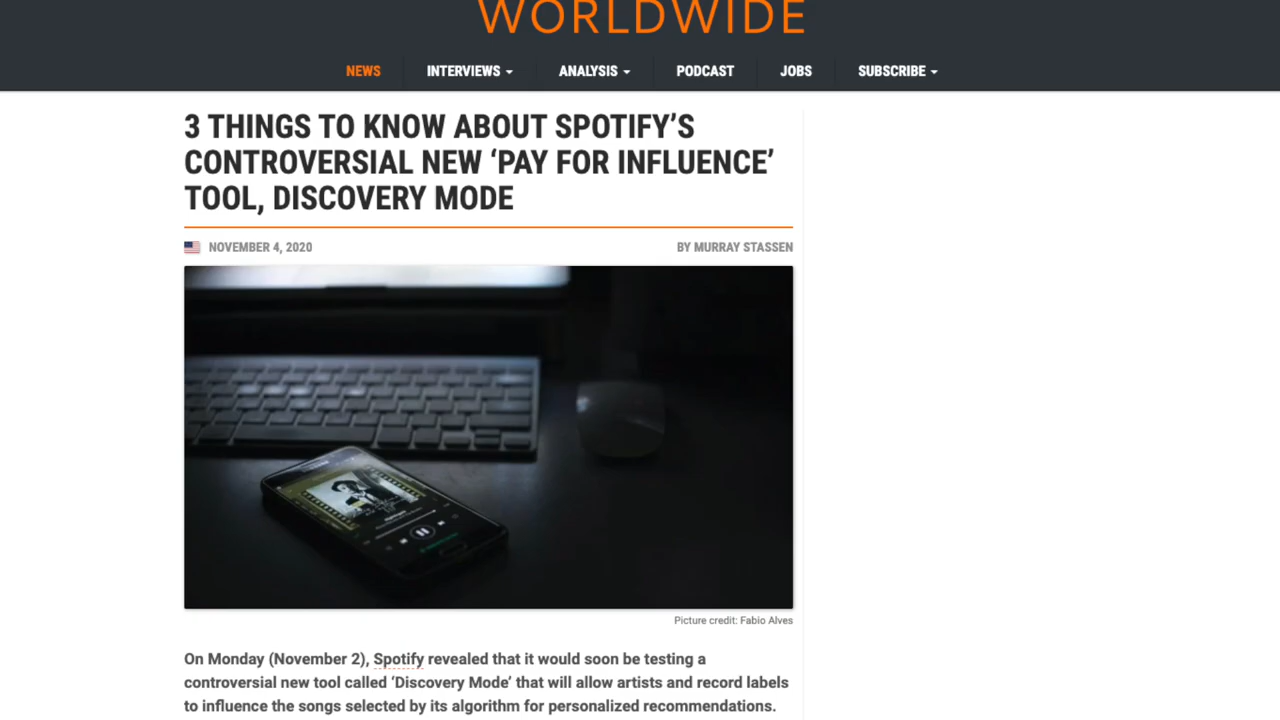 WORLDWIDE
NEWS INTERVIEWS ANALYSIS PODCAST JOBS SUBSCRIBE
3 THINGS TO KNOW ABOUT SPOTIFY’S
CONTROVERSIAL NEW ‘PAY FOR INFLUENCE’
TOOL, DISCOVERY MODE
NOVEMBER 4, 2020 BY MURRAY STASSEN
Picture credit: Fabio Alves
On Monday (November 2), Spotify revealed that it would soon be testing a
controversial new tool called ‘Discovery Mode’ that will allow artists and record labels
to influence the songs selected by its algorithm for personalized recommendations.